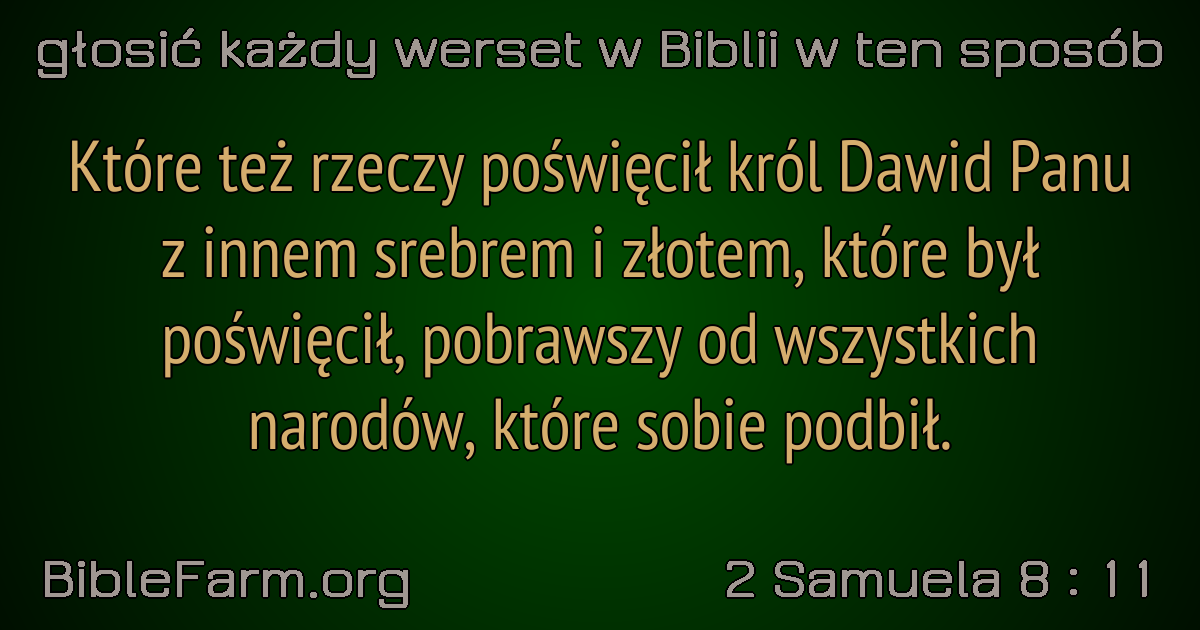 głosić każdy werset w Biblii w ten sposób
Które też rzeczy poświęcił król Dawid Panu
z innem srebrem i złotem, które był
poświęcił, pobrawszy od wszystkich
narodów, które sobie podbił.
BibleFarm.org
2 Samuela 8 : 11